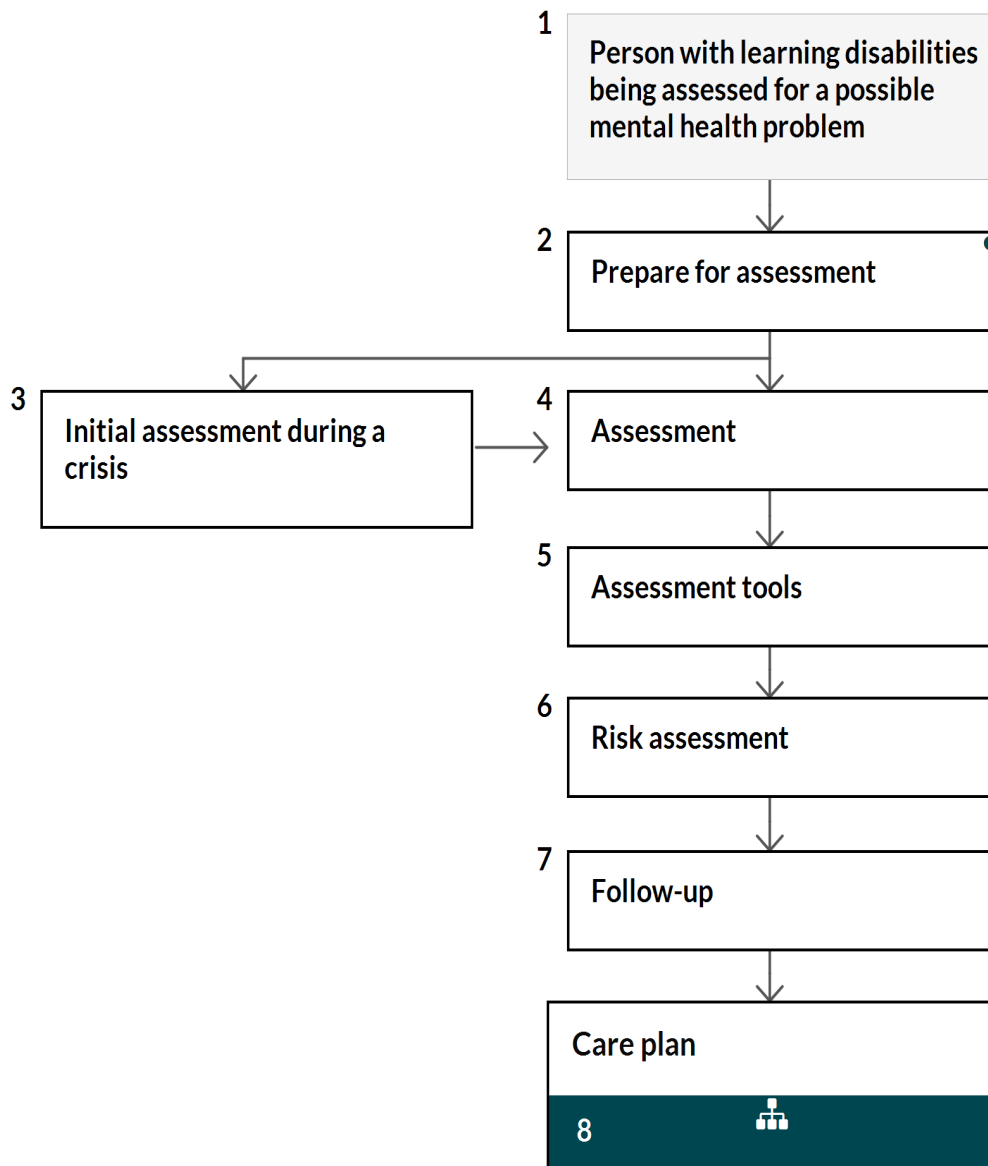 1
Person with learning disabilities
being assessed for a possible
mental health problem
2
Prepare for assessment
3
Initial assessment during a
crisis
4
Assessment
5
Assessment tools
6
Risk assessment
7
Follow-up
Care plan
8